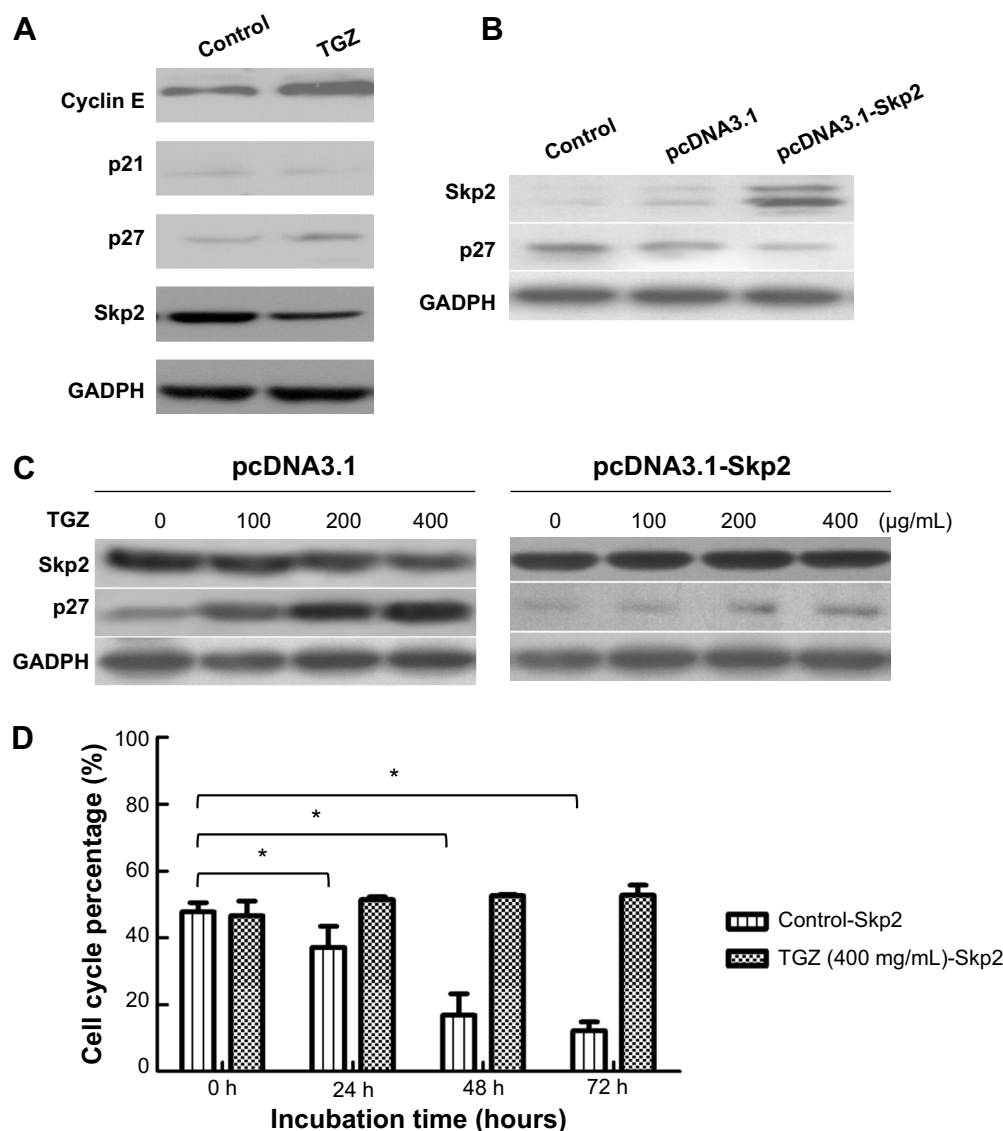 A
Control TGZ
Cyclin E
p21
p27
Skp2
GADPH
B
Control pcDNA3.1 pcDNA3.1-Skp2
Skp2
p27
GADPH
C
pcDNA3.1 pcDNA3.1-Skp2
TGZ 0 100 200 400 0 100 200 400 (µg/mL)
Skp2
p27
GADPH
D
Cell cycle percentage (%)
100
80
60
40
20
0
*
*
*
0 h 24 h 48 h 72 h
Incubation time (hours)
Control-Skp2
TGZ (400 mg/mL)-Skp2